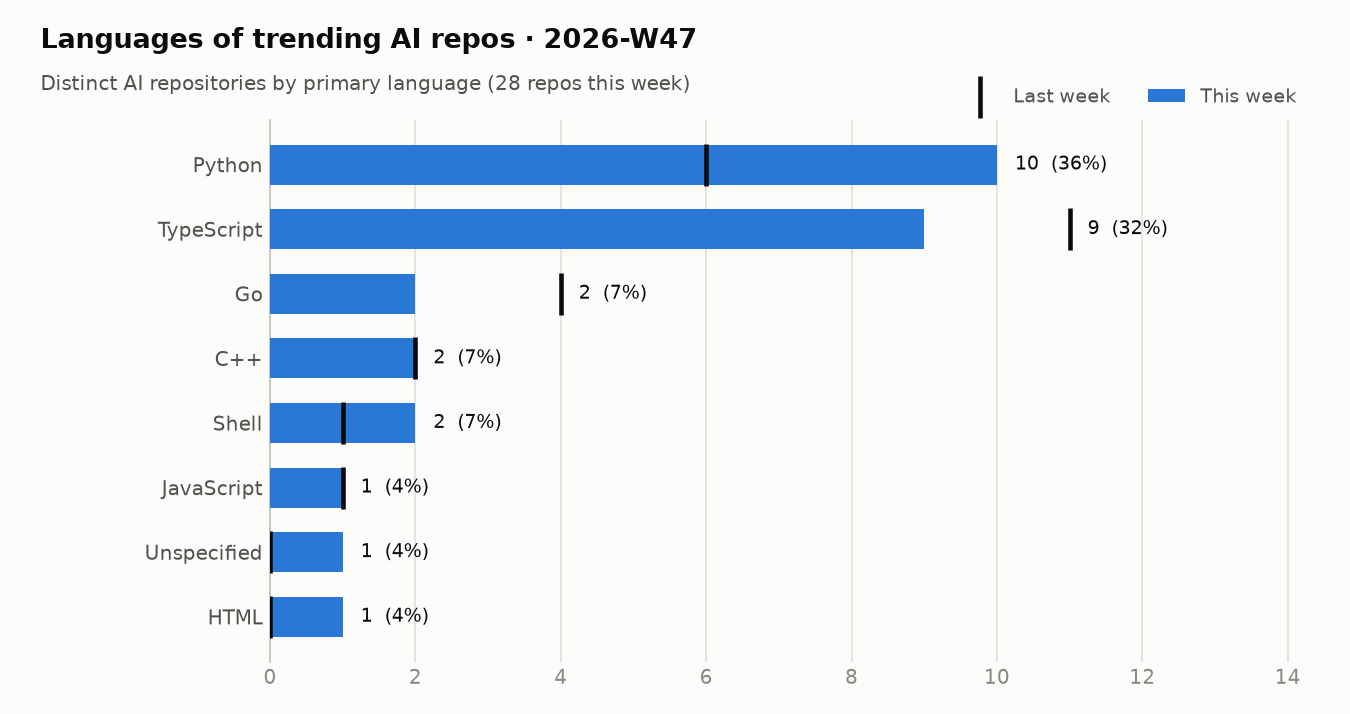 Languages of trending AI repos · 2026-W47
Distinct AI repositories by primary language (28 repos this week)
Last week
This week
Python
10 (36%)
TypeScript
9 (32%)
Go
2 (7%)
C++
2 (7%)
Shell
2 (7%)
JavaScript
1 (4%)
Unspecified
1 (4%)
HTML
1 (4%)
0 2 4 6 8 10 12 14